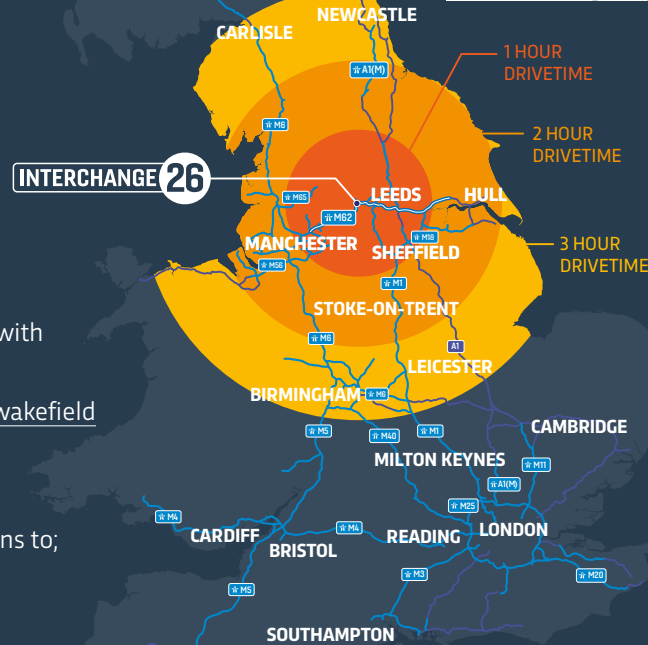 NEWCASTLE
CARLISLE
1 HOUR
DRIVETIME
A1(M)
M6
2 HOUR
DRIVETIME
INTERCHANGE 26
LEEDS
HULL
M65
M62
MANCHESTER
M18
SHEFFIELD
3 HOUR
DRIVETIME
M56
M1
STOKE-ON-TRENT
with
M6
A1
LEICESTER
BIRMINGHAM
M6
wakefield
CAMBRIDGE
M5
M40
M1
MILTON KEYNES
M11
A1(M)
M25
M4
CARDIFF
M4
READING
LONDON
ns to;
BRISTOL
M3
M20
M5
SOUTHAMPTON